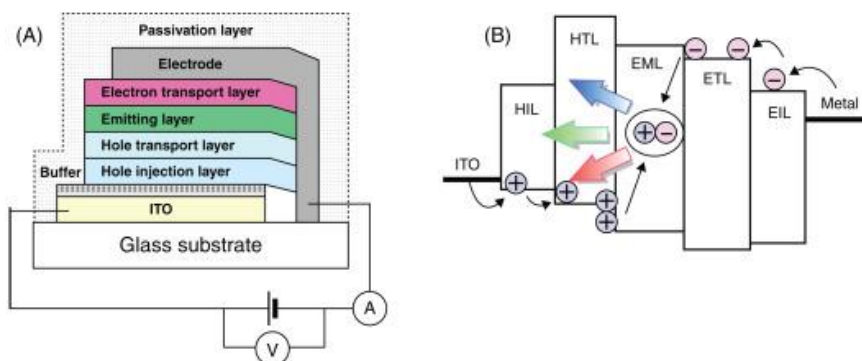 (A)
Passivation layer
Electrode
Electron transport layer
Emitting layer
Hole transport layer
Buffer
Hole injection layer
ITO
Glass substrate
A
V
(B)
HTL
EML
ETL
HIL
EIL
Metal
ITO